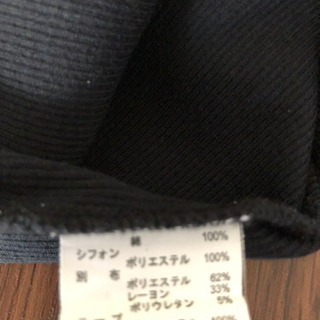 綿 100%
シフォン ポリエステル 100%
別布 ポリエステル 62%
レーヨン 33%
ポリウレタン 5%
100%